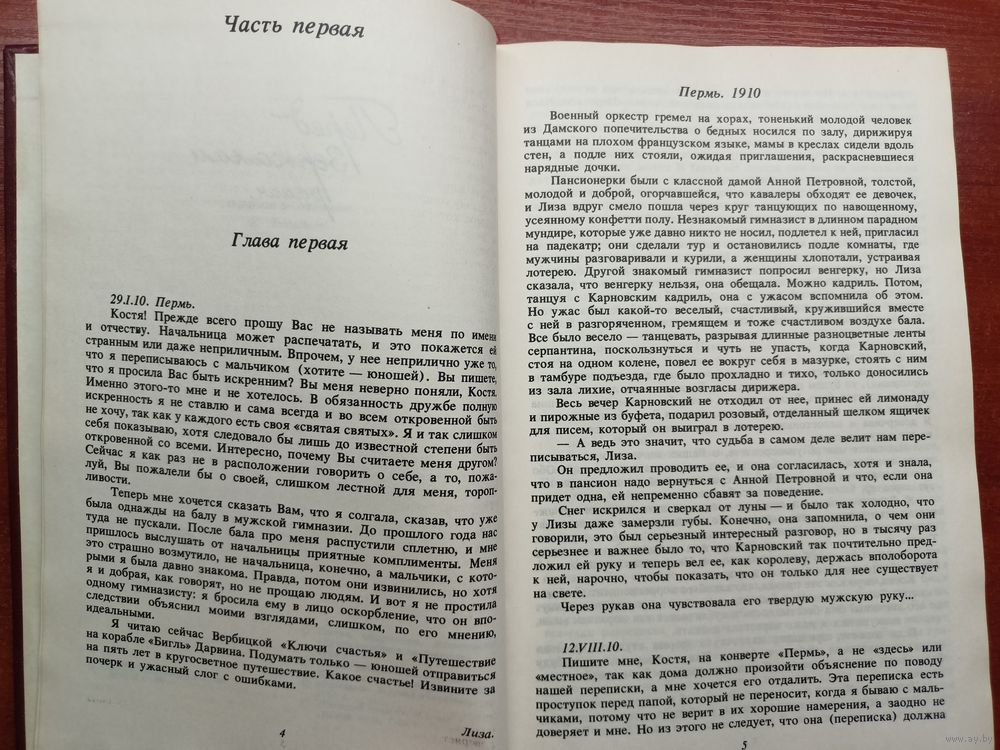 Часть первая
Глава первая
29.I.10. Пермь.
Костя! Прежде всего прошу Вас не называть меня по имени
и отчеству. Начальница может распечатать, и это покажется ей
странным или даже неприличным. Впрочем, у нее неприлично уже то,
что я переписываюсь с мальчиком (хотите — юношей). Вы пишете,
что я просила Вас быть искренним? Вы меня неверно поняли, Костя.
Именно этого-то мне и не хотелось. В обязанность дружбе полную
искренность я не ставлю и сама всегда и во всем откровенной быть
не хочу, так как у каждого есть своя «святая святых». Я и так слишком
себя показываю, хотя следовало бы лишь до известной степени быть
откровенной со всеми. Интересно, почему Вы считаете меня другом?
Сейчас я как раз не в расположении говорить о себе, а то, пожа-
луй, Вы пожалели бы о своей, слишком лестной для меня, тороп-
ливости.
Теперь мне хочется сказать Вам, что я солгала, сказав, что уже
была однажды на балу в мужской гимназии. До прошлого года нас
туда не пускали. После бала про меня распустили сплетню, и мне
пришлось выслушать от начальницы приятные комплименты. Меня
это страшно возмутило, не начальница, конечно, а мальчики, с кото-
рыми я была давно знакома. Правда, потом они извинились, но хотя
я и добрая, как говорят, но не прощаю людям. И вот я не простила
одному гимназисту: я бросила ему в лицо оскорбление, что он впо-
следствии объяснил моими взглядами, слишком, по его мнению,
идеальными.
Я читаю сейчас Вербицкой «Ключи счастья» и «Путешествие
на корабле «Бигль» Дарвина. Подумать только — юношей отправиться
на пять лет в кругосветное путешествие. Какое счастье! Извините за
почерк и ужасный слог с ошибками.
Лиза.
4
Пермь. 1910
Военный оркестр гремел на хорах, тоненький молодой человек
из Дамского попечительства о бедных носился по залу, дирижируя
танцами на плохом французском языке, мамы в креслах сидели вдоль
стен, а подле них стояли, ожидая приглашения, раскрасневшиеся
нарядные дочки.
Пансионерки были с классной дамой Анной Петровной, толстой,
молодой и доброй, огорчавшейся, что кавалеры обходят ее девочек,
и Лиза вдруг смело пошла через круг танцующих по навощенному,
усеянному конфетти полу. Незнакомый гимназист в длинном парадном
мундире, которые уже давно никто не носил, подлетел к ней, пригласил
на падекатр; они сделали тур и остановились подле комнаты, где
мужчины разговаривали и курили, а женщины хлопотали, устраивая
лотерею. Другой знакомый гимназист попросил венгерку, но Лиза
сказала, что венгерку нельзя, она обещала. Можно кадриль. Потом,
танцуя с Карновским кадриль, она с ужасом вспомнила об этом.
Но ужас был какой-то веселый, счастливый, кружившийся вместе
с ней в разгоряченном, гремящем и тоже счастливом воздухе бала.
Все было весело — танцевать, разрывая длинные разноцветные ленты
серпантина, поскользнуться и чуть не упасть, когда Карновский,
стоя на одном колене, повел ее вокруг себя в мазурке, стоять с ним
в тамбуре подъезда, где было прохладно и тихо, только доносились
из зала лихие, отчаянные возгласы дирижера.
Весь вечер Карновский не отходил от нее, принес ей лимонаду
и пирожные из буфета, подарил розовый, отделанный шелком ящичек
для писем, который он выиграл в лотерею.
— А ведь это значит, что судьба в самом деле велит нам пере-
писываться, Лиза.
Он предложил проводить ее, и она согласилась, хотя и знала,
что в пансион надо вернуться с Анной Петровной и что, если она
придет одна, ей непременно сбавят за поведение.
Снег искрился и сверкал от луны — и было так холодно, что
у Лизы даже замерзли губы. Конечно, она запомнила, о чем они
говорили, это был серьезный интересный разговор, но в тысячу раз
серьезнее и важнее было то, что Карновский так почтительно пред-
ложил ей руку и теперь вел ее, как королеву, держась вполоборота
к ней, нарочно, чтобы показать, что он только для нее существует
на свете.
Через рукав она чувствовала его твердую мужскую руку...
12.VIII.10.
Пишите мне, Костя, на конверте «Пермь», а не «здесь» или
«местное», так как дома должно произойти объяснение по поводу
нашей переписки, а мне хочется его отдалить. Эта переписка есть
проступок перед папой, который не переносит, когда я бываю с маль-
чиками, потому что не верит в их хорошие намерения, а заодно не
доверяет и мне. Но из этого не следует, что она (переписка) должна
5
www.ay.by